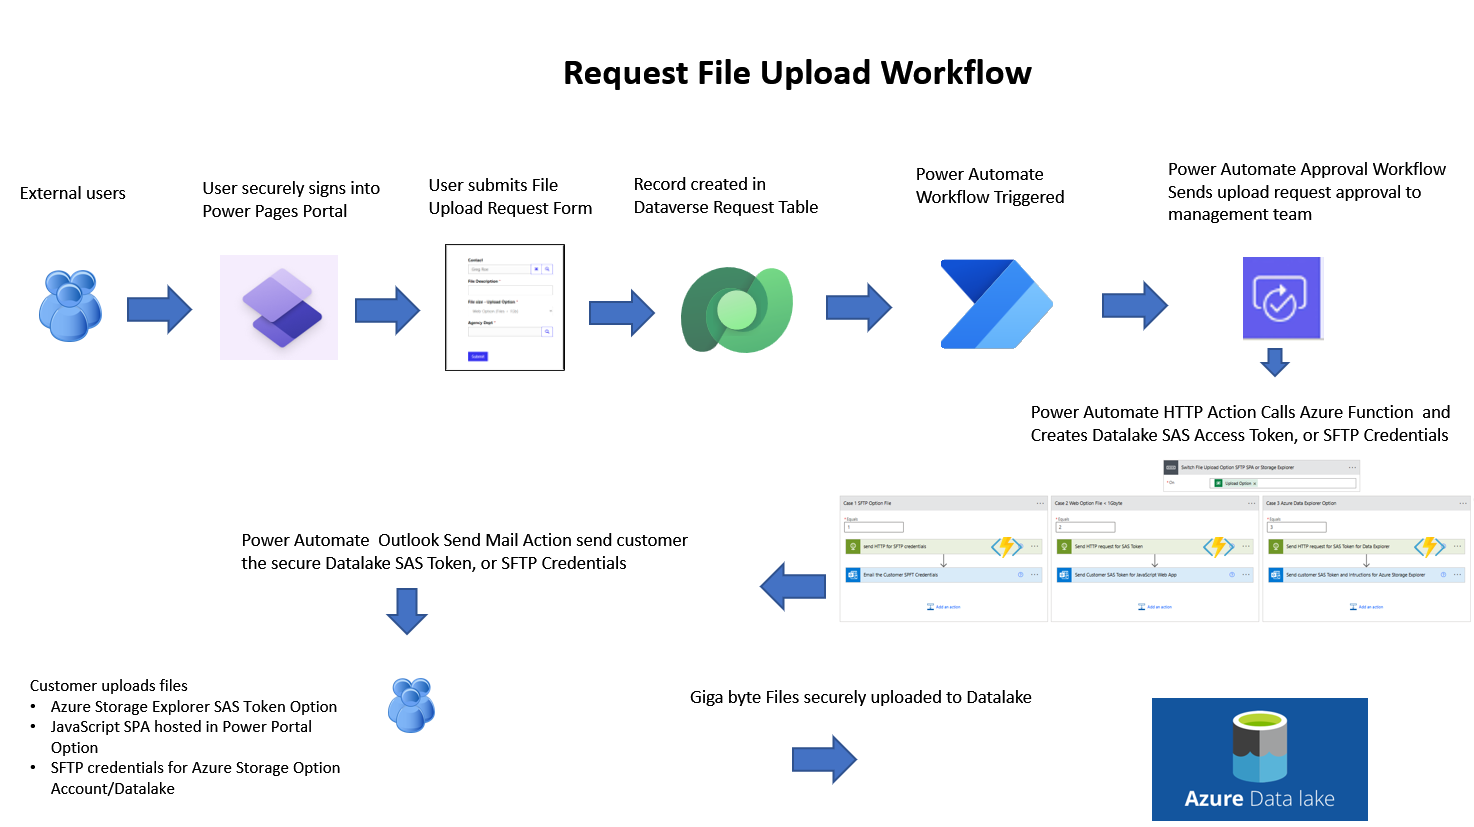 Request File Upload Workflow
External users
User securely signs into
Power Pages Portal
User submits File
Upload Request Form
Record created in
Dataverse Request Table
Power Automate
Workflow Triggered
Power Automate Approval Workflow
Sends upload request approval to
management team
Contact
File Description *
File size - Upload Option *
Agency Dept *
Submit
Power Automate HTTP Action Calls Azure Function and
Creates Datalake SAS Access Token, or SFTP Credentials
Switch File Upload Option SFTP SPA or Storage Explorer
* On
Upload Option x
Case 1 SFTP Option File
* Equals
1
send HTTP for SFTP credentials
Email the Customer SPFT Credentials
Add an action
Case 2 Web Option File < 1Gbyte
* Equals
2
Send HTTP request for SAS Token
Send Customer SAS Token for JavaScript Web App
Add an action
Case 3 Azure Data Explorer Option
* Equals
3
Send HTTP request for SAS Token for Data Explorer
Send customer SAS Token and Intructions for Azure Storage Explorer
Add an action
Power Automate Outlook Send Mail Action send customer
the secure Datalake SAS Token, or SFTP Credentials
Customer uploads files
• Azure Storage Explorer SAS Token Option
• JavaScript SPA hosted in Power Portal
Option
• SFTP credentials for Azure Storage Option
Account/Datalake
Giga byte Files securely uploaded to Datalake
Azure Data lake